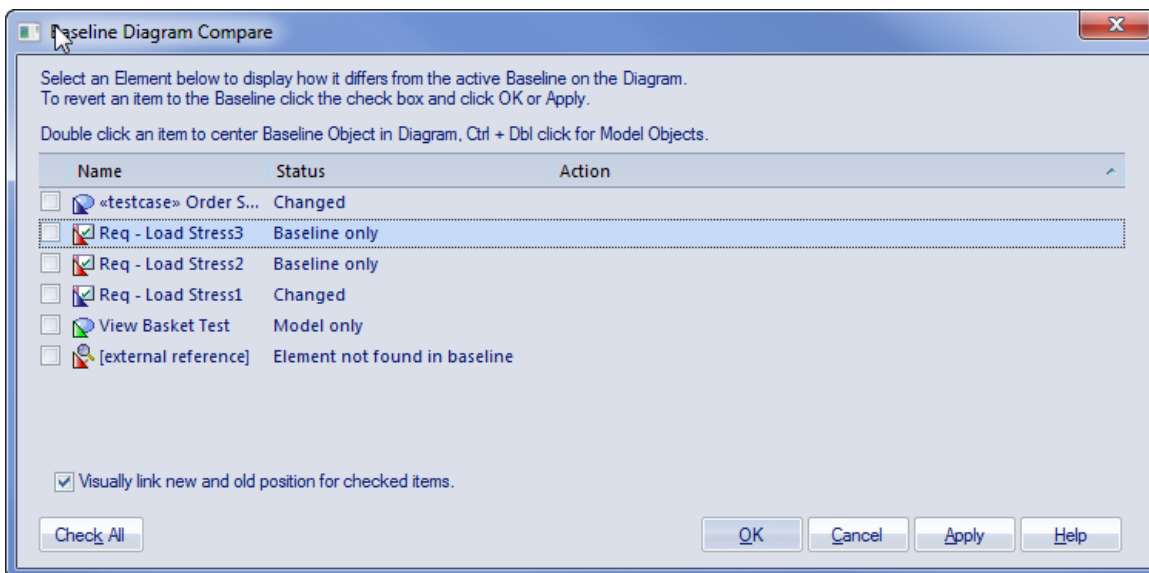 Baseline Diagram Compare
Select an Element below to display how it differs from the active Baseline on the Diagram.
To revert an item to the Baseline click the check box and click OK or Apply.
Double click an item to center Baseline Object in Diagram, Ctrl + Dbl click for Model Objects.
Name Status Action
«testcase» Order S... Changed
Req - Load Stress3 Baseline only
Req - Load Stress2 Baseline only
Req - Load Stress1 Changed
View Basket Test Model only
[external reference] Element not found in baseline
Visually link new and old position for checked items.
Check All OK Cancel Apply Help